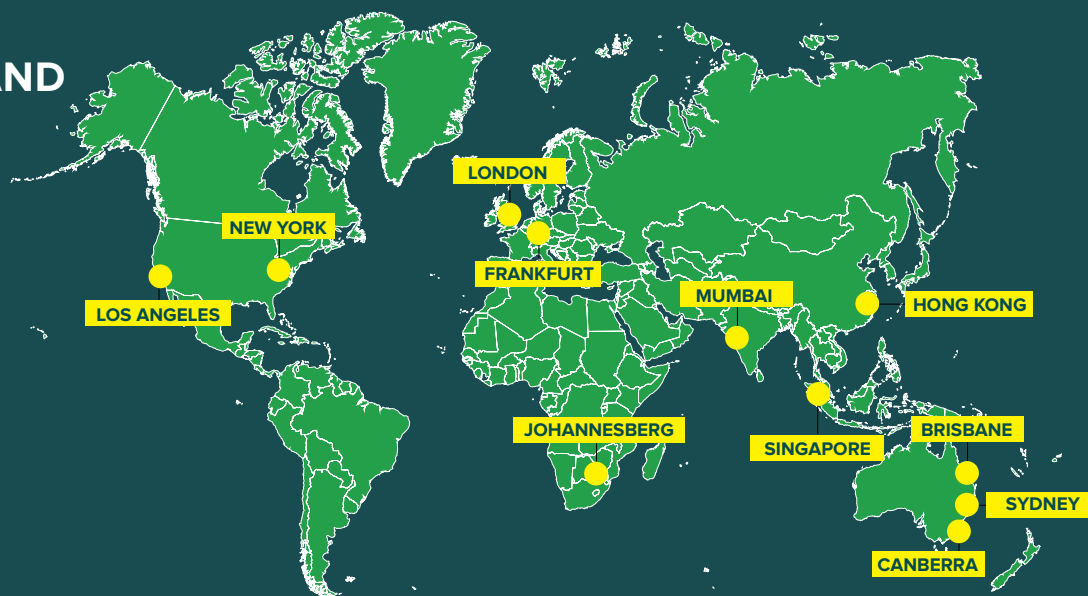 AND
LONDON
NEW YORK
FRANKFURT
MUMBAI
LOS ANGELES
HONG KONG
JOHANNESBERG
BRISBANE
SINGAPORE
SYDNEY
CANBERRA